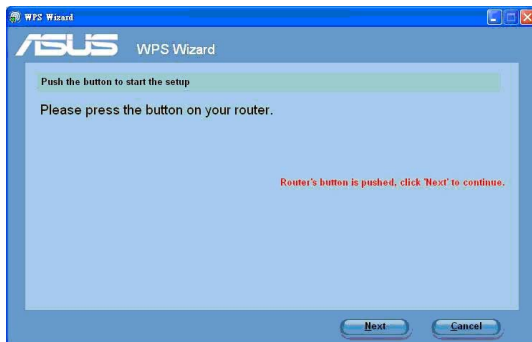 WPS Wizard
ASUS WPS Wizard
Push the button to start the setup
Please press the button on your router.
Router's button is pushed, click 'Next' to continue.
Next Cancel